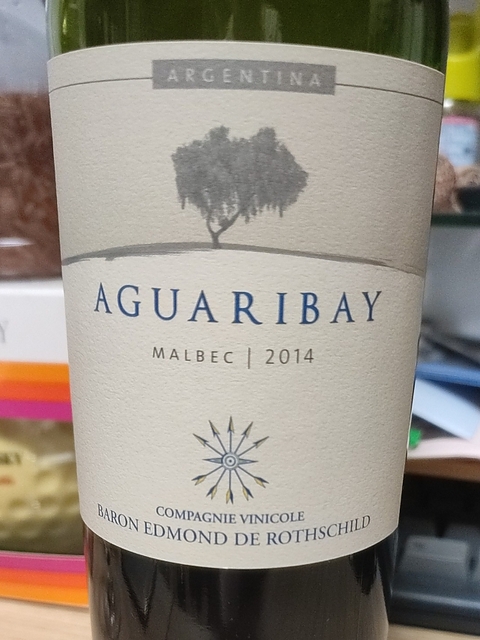 ARGENTINA
AGUARIBAY
MALBEC | 2014
COMPAGNIE VINICOLE
BARON EDMOND DE ROTHSCHILD